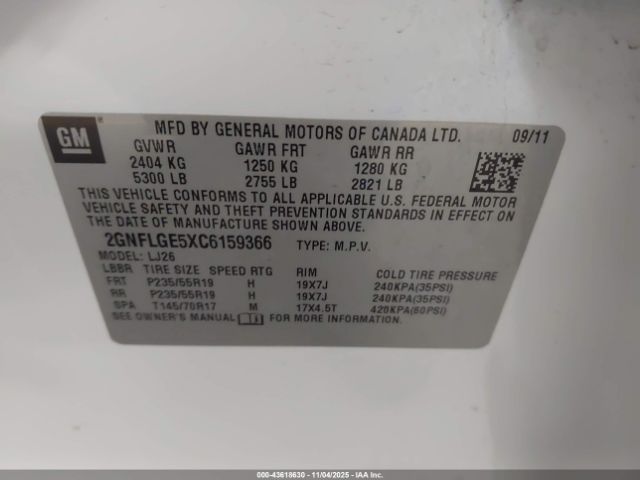 GM
MFD BY GENERAL MOTORS OF CANADA LTD. 09/11
GVWR GAWR FRT GAWR RR
2404 KG 1250 KG 1280 KG
5300 LB 2755 LB 2821 LB
THIS VEHICLE CONFORMS TO ALL APPLICABLE U.S. FEDERAL MOTOR
VEHICLE SAFETY AND THEFT PREVENTION STANDARDS IN EFFECT ON
THE DATE OF MANUFACTURE SHOWN ABOVE.
2GNFLGE5XC6159366 TYPE: M.P.V.
MODEL: LJ26
LBBR TIRE SIZE SPEED RTG RIM COLD TIRE PRESSURE
FRT P235/55R19 H 19X7J 240KPA(35PSI)
RR P235/55R19 H 19X7J 240KPA(35PSI)
SPA T145/70R17 M 17X4.5T 420KPA(60PSI)
SEE OWNER'S MANUAL FOR MORE INFORMATION.
000-43618630 - 11/04/2025 - IAAI.COM